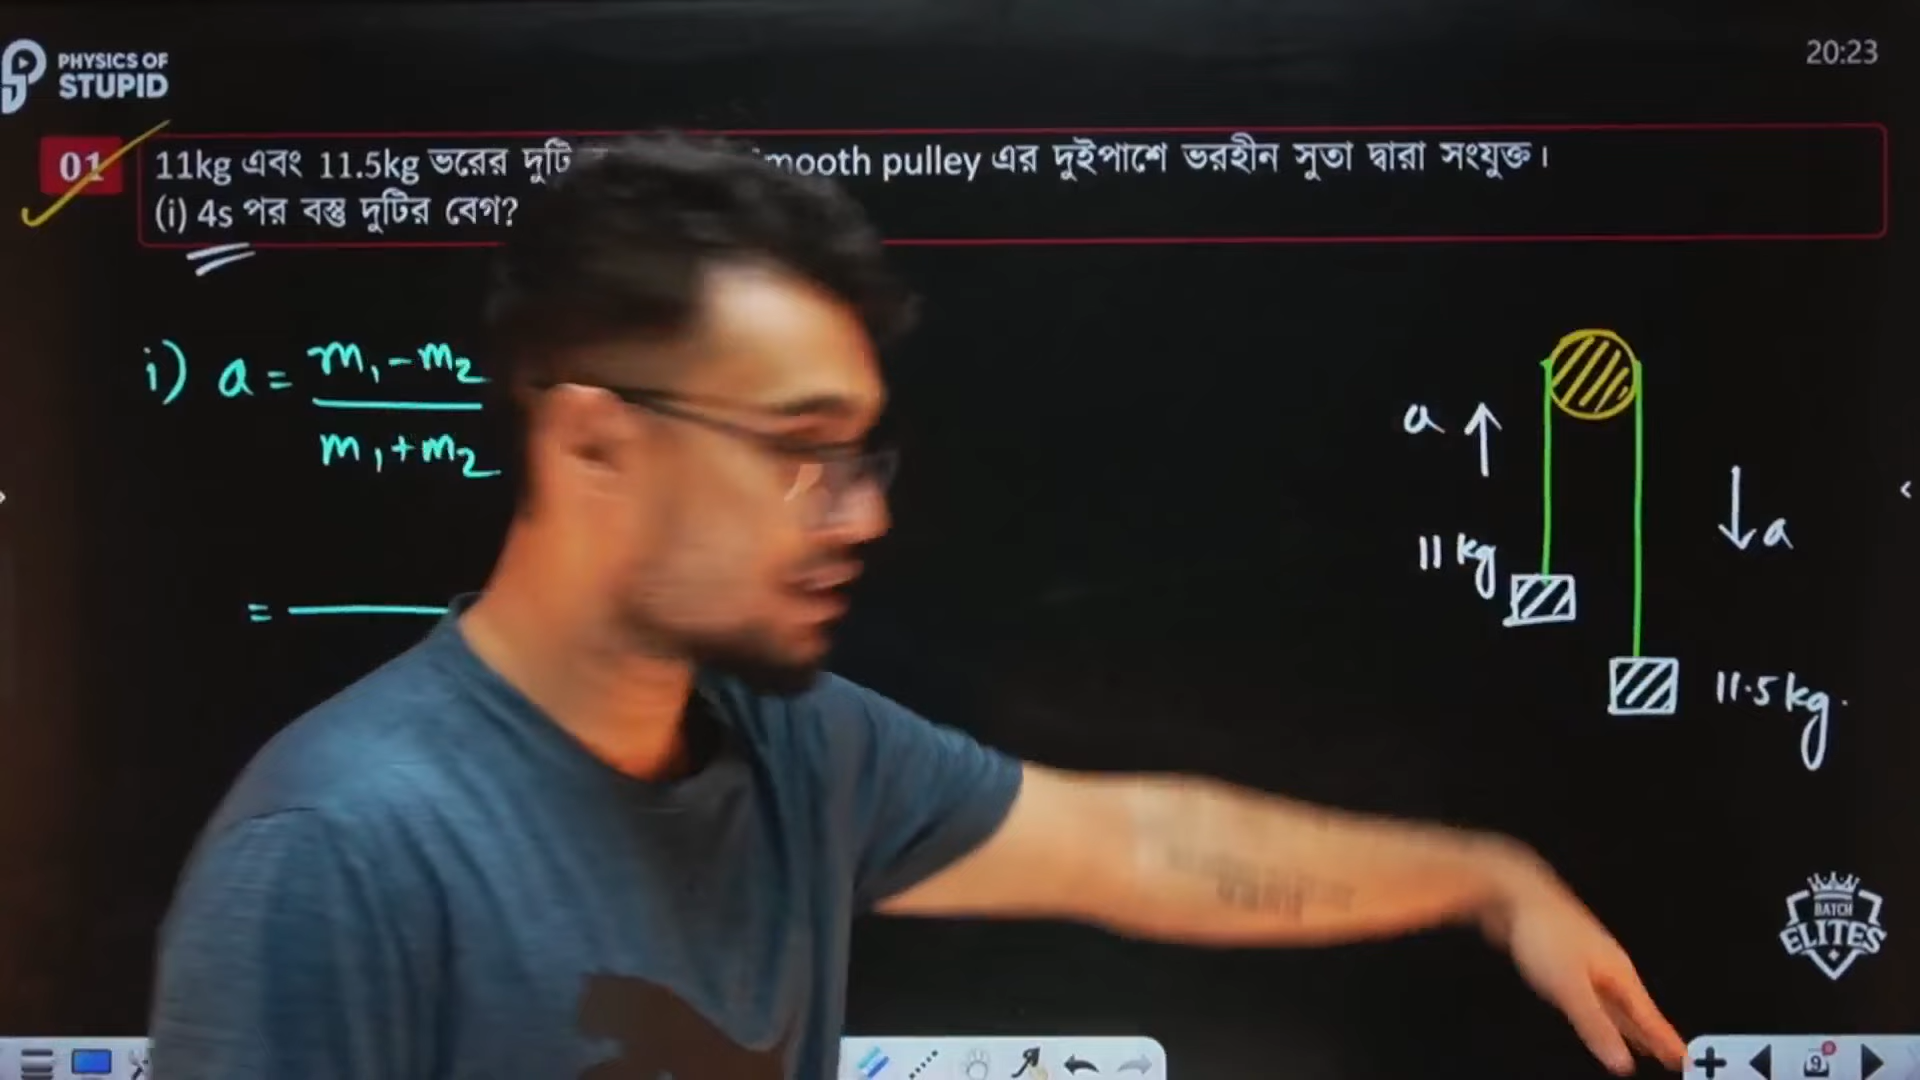 PHYSICS OF
STUPID
20:23
01
11kg এবং 11.5kg ভরের দুটি mooth pulley এর দুইপাশে ভরহীন সুতা দ্বারা সংযুক্ত।
(i) 4s পর বস্তু দুটির বেগ?
i) a = m₁-m₂
m₁+m₂
=
a
a
11 kg
11.5 kg.
BATCH
ELITES
9